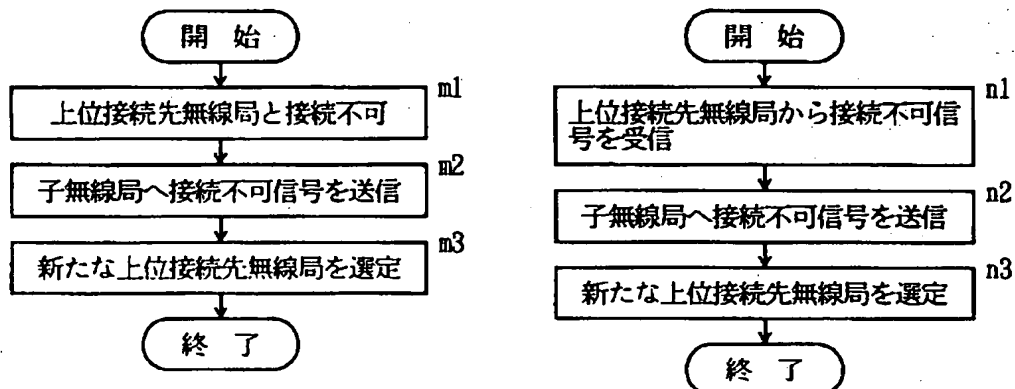 開 始
m1
上位接続先無線局と接続不可
m2
子無線局へ接続不可信号を送信
m3
新たな上位接続先無線局を選定
終 了
開 始
n1
上位接続先無線局から接続不可信
号を受信
n2
子無線局へ接続不可信号を送信
n3
新たな上位接続先無線局を選定
終 了